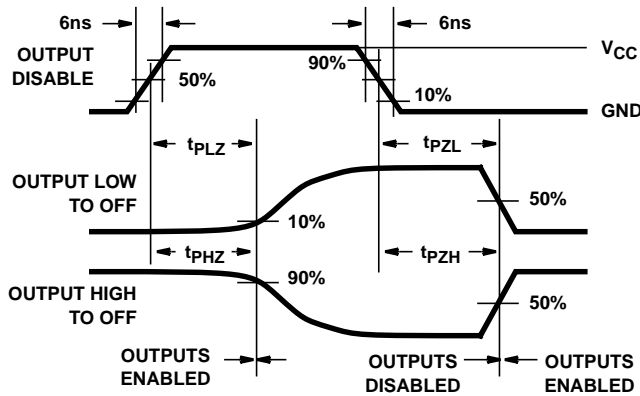 6ns
6ns
OUTPUT
DISABLE
50%
90%
10%
VCC
GND
tPLZ
tPZL
OUTPUT LOW
TO OFF
10%
50%
tPHZ
tPZH
OUTPUT HIGH
TO OFF
90%
50%
OUTPUTS
ENABLED
OUTPUTS
DISABLED
OUTPUTS
ENABLED